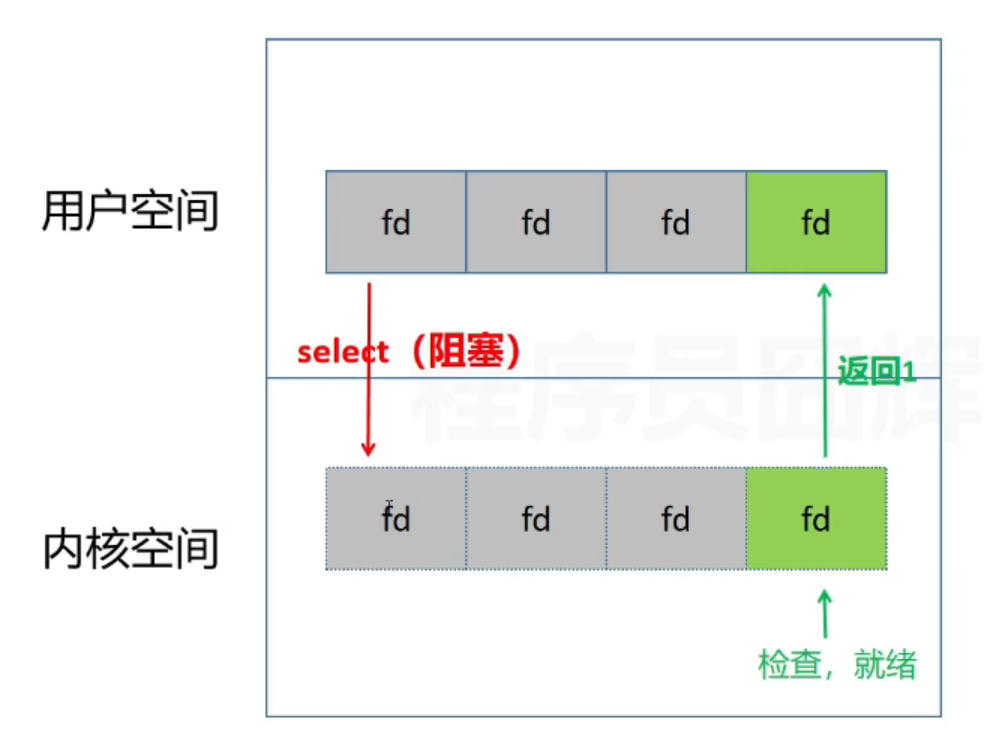 用户空间
fd fd fd fd
select（阻塞）
返回1
程序员囧辉
内核空间
fd fd fd fd
检查，就绪